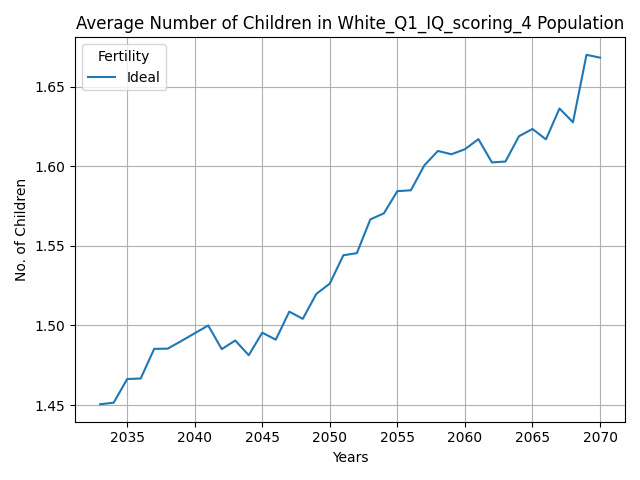 Average Number of Children in White_Q1_IQ_scoring_4 Population
Fertility
Ideal
No. of Children
1.65
1.60
1.55
1.50
1.45
2035 2040 2045 2050 2055 2060 2065 2070
Years